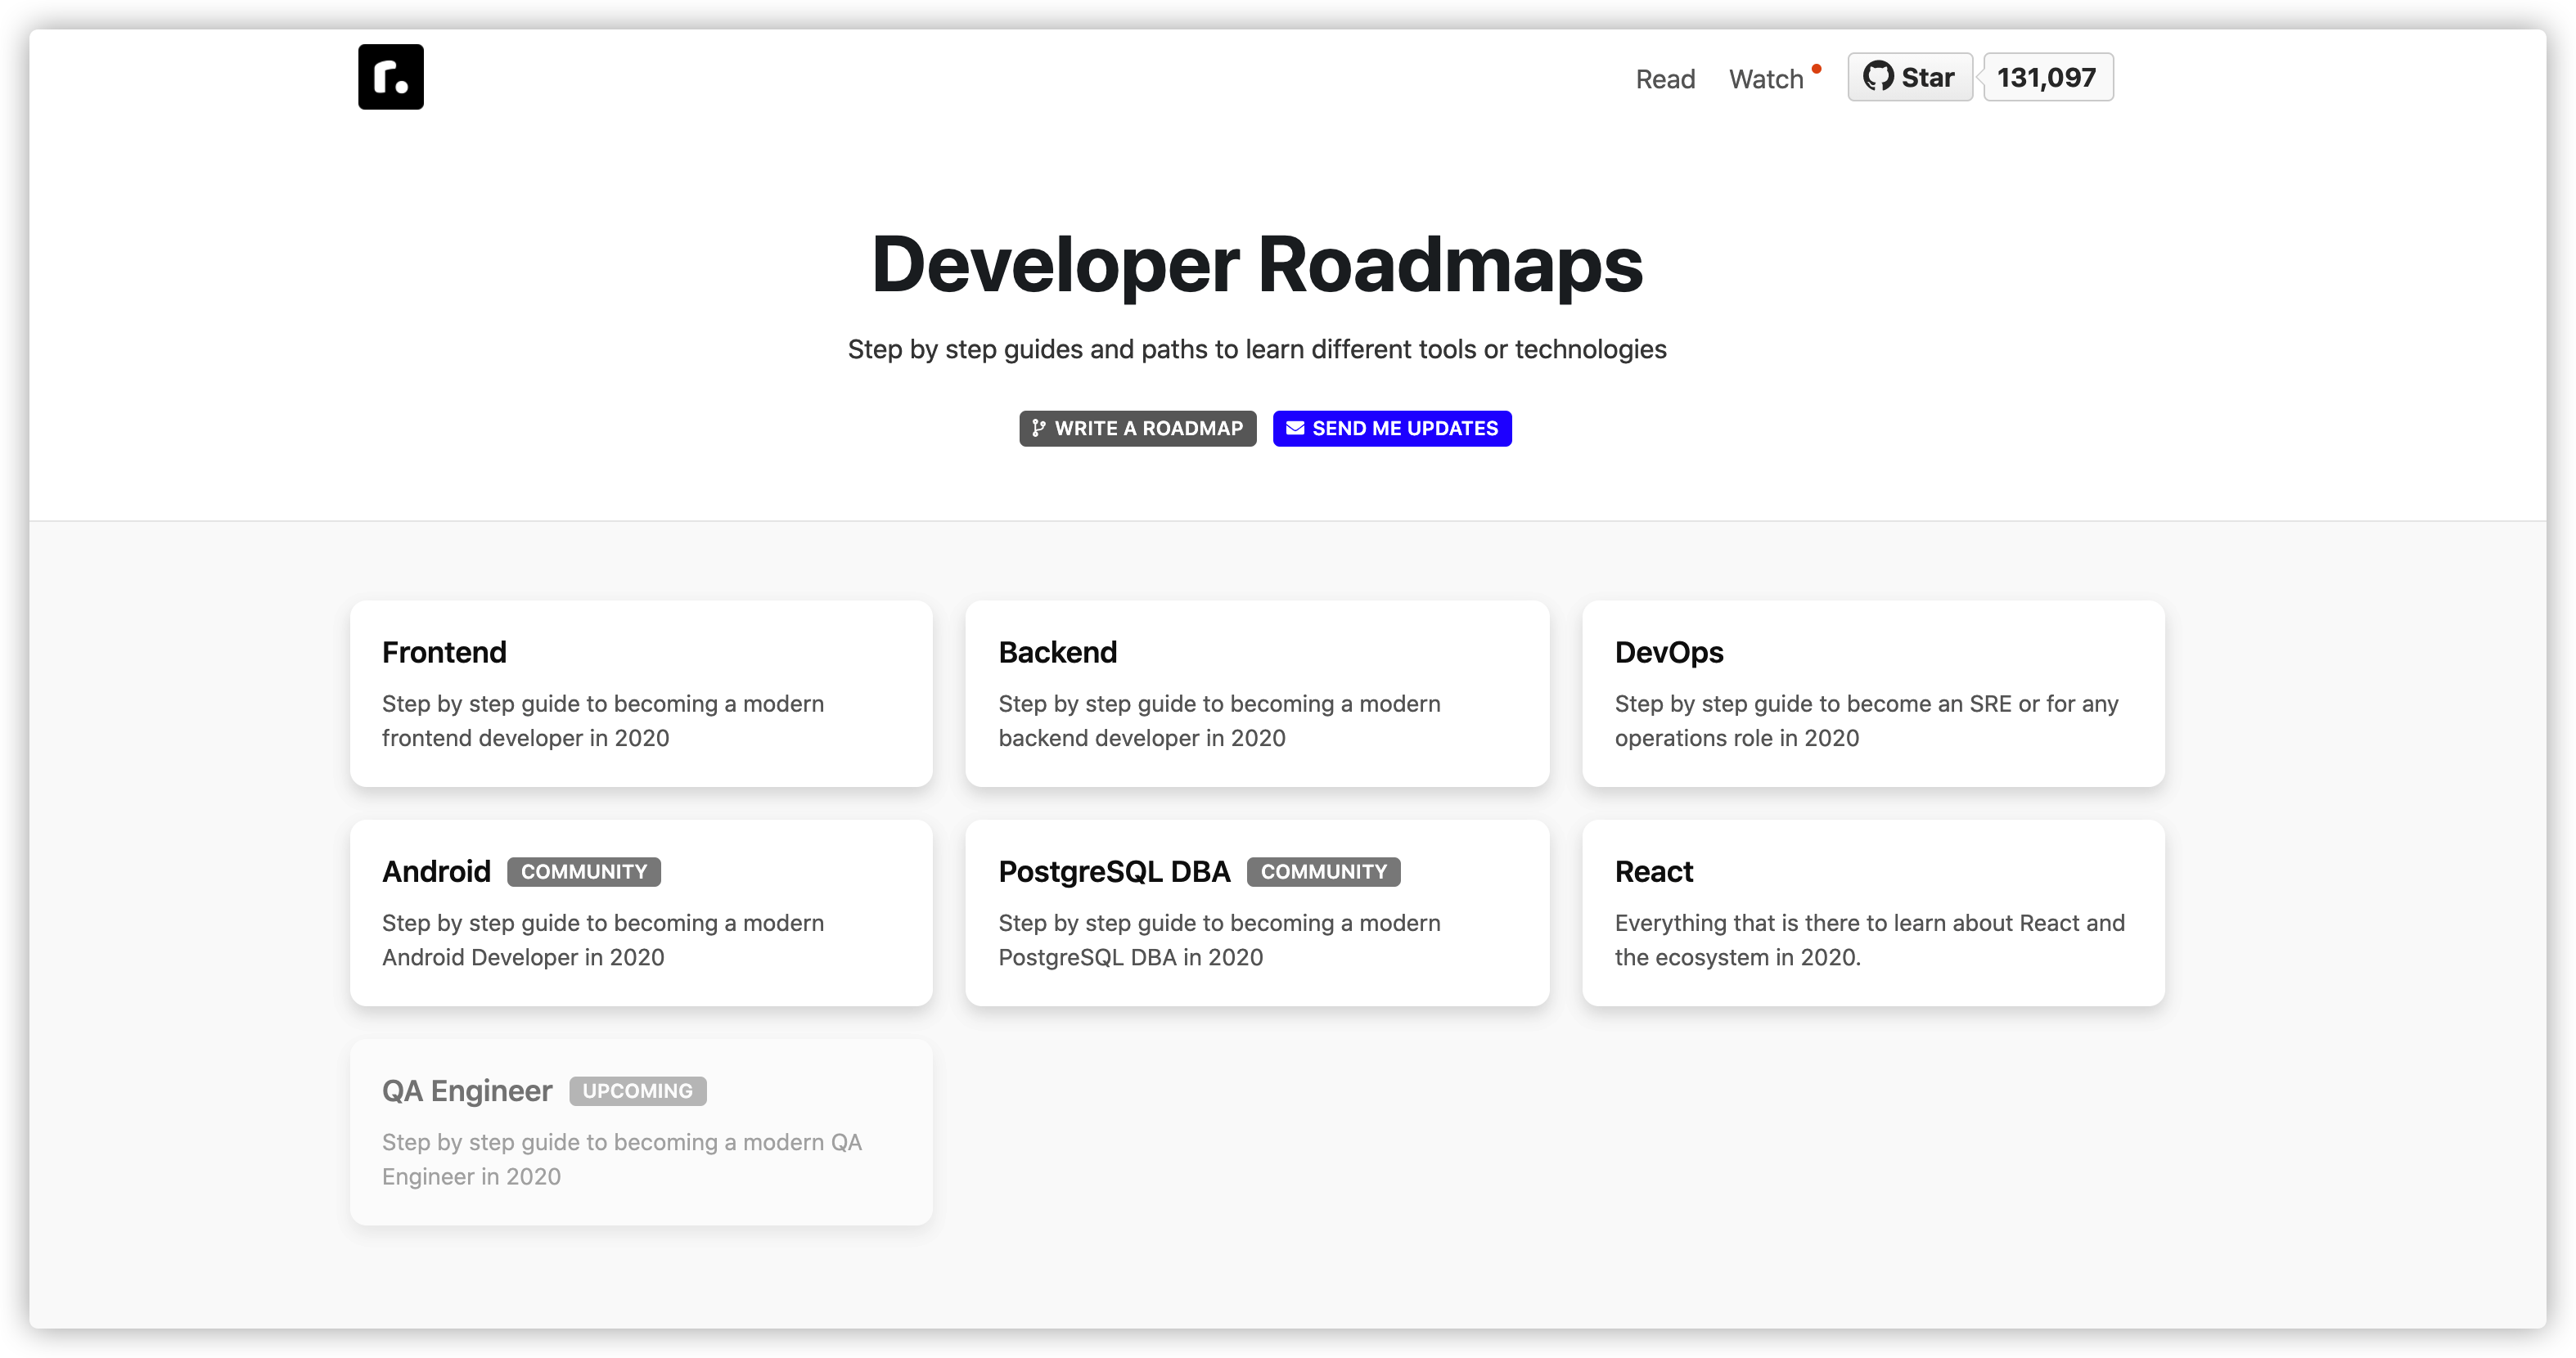 r.
Read Watch Star 131,097
Developer Roadmaps
Step by step guides and paths to learn different tools or technologies
WRITE A ROADMAP SEND ME UPDATES
Frontend
Step by step guide to becoming a modern
frontend developer in 2020
Backend
Step by step guide to becoming a modern
backend developer in 2020
DevOps
Step by step guide to become an SRE or for any
operations role in 2020
Android COMMUNITY
Step by step guide to becoming a modern
Android Developer in 2020
PostgreSQL DBA COMMUNITY
Step by step guide to becoming a modern
PostgreSQL DBA in 2020
React
Everything that is there to learn about React and
the ecosystem in 2020.
QA Engineer UPCOMING
Step by step guide to becoming a modern QA
Engineer in 2020